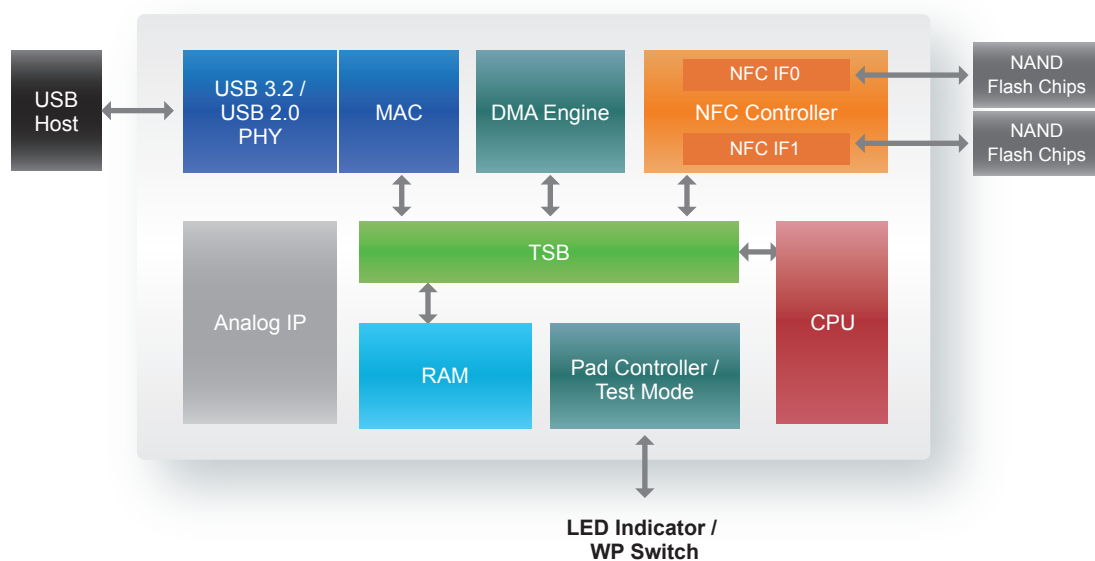 USB
Host
USB 3.2 /
USB 2.0
PHY
MAC
DMA Engine
NFC IF0
NFC Controller
NFC IF1
NAND
Flash Chips
NAND
Flash Chips
TSB
Analog IP
RAM
Pad Controller /
Test Mode
CPU
LED Indicator /
WP Switch